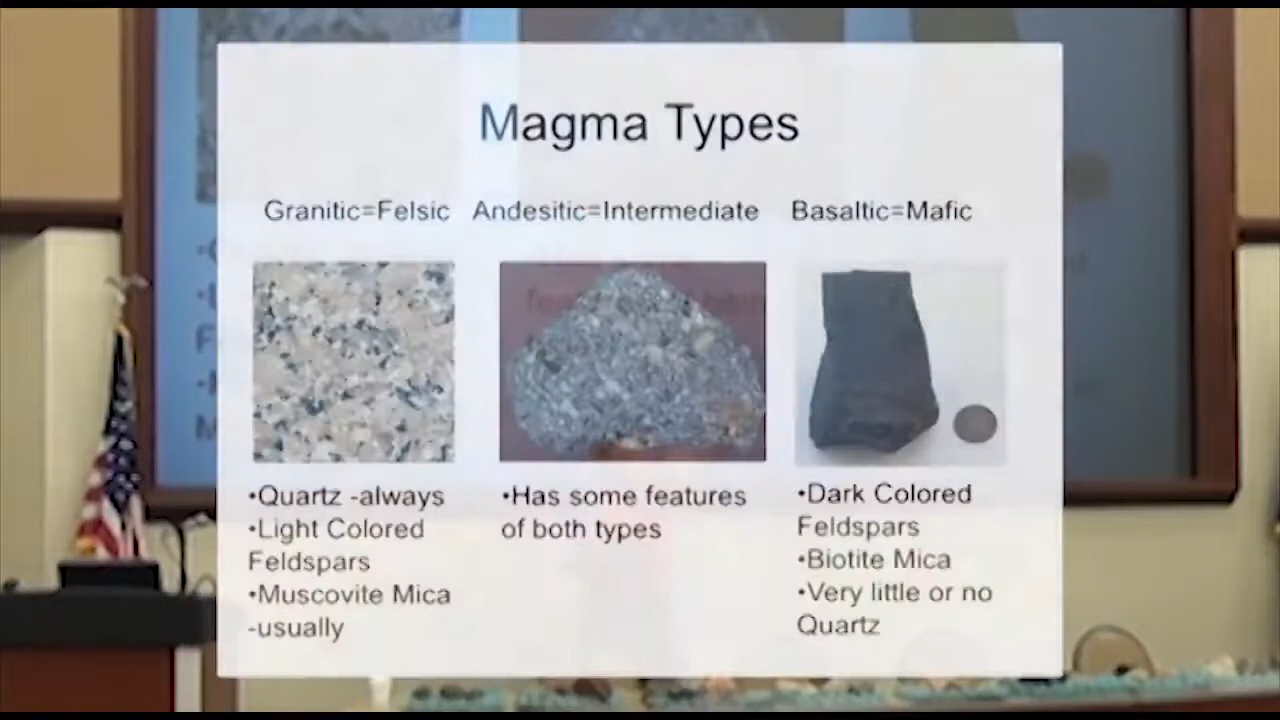 Magma Types
Granitic=Felsic
Andesitic=Intermediate
Basaltic=Mafic
•Quartz -always
•Light Colored
Feldspars
•Muscovite Mica
-usually
•Has some features
of both types
•Dark Colored
Feldspars
•Biotite Mica
•Very little or no
Quartz